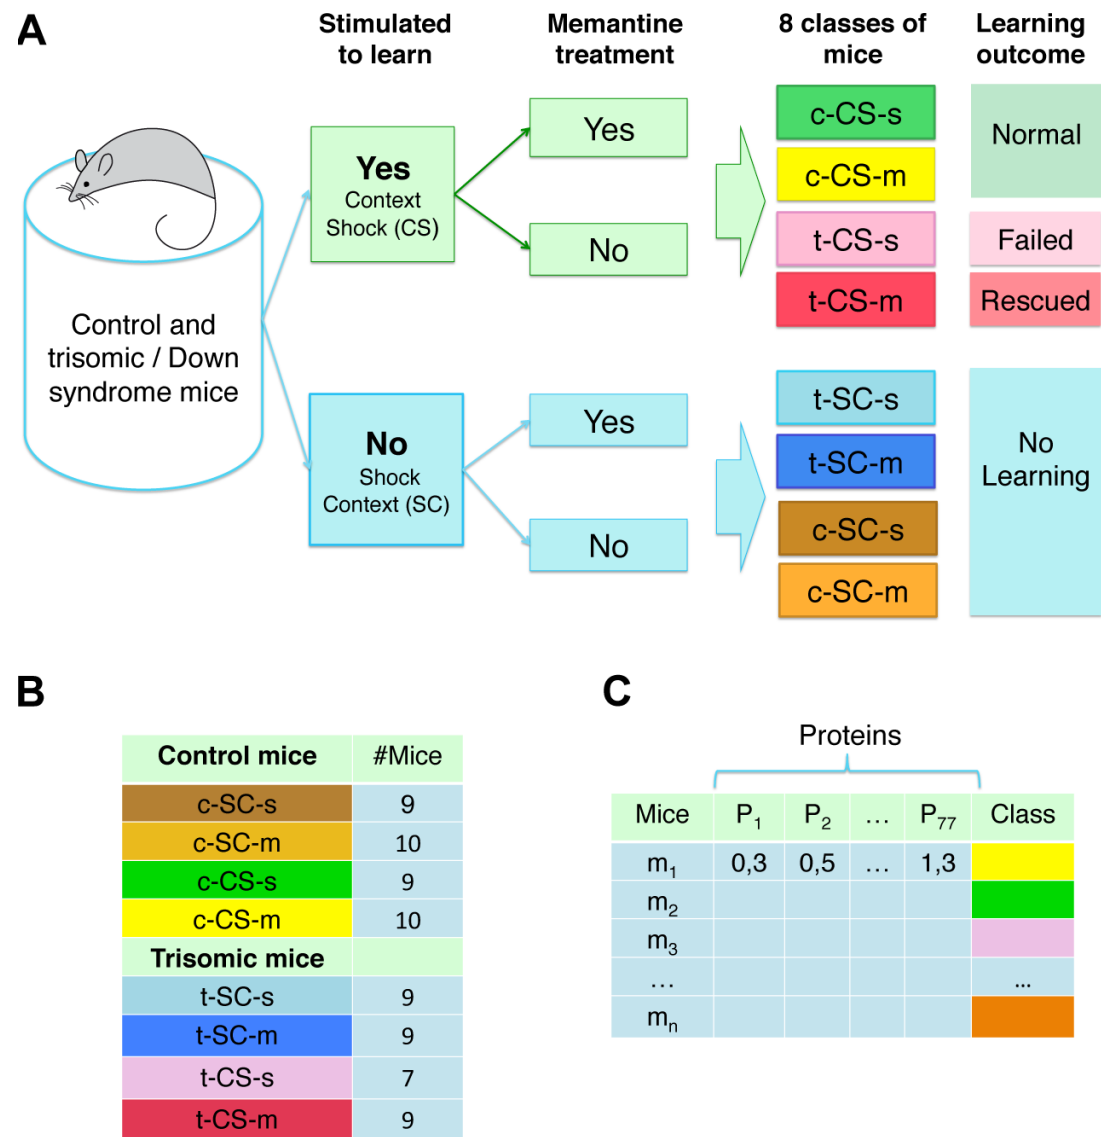 A
Stimulated
to learn
Memantine
treatment
8 classes of
mice
Learning
outcome
Control and
trisomic / Down
syndrome mice
Yes
Context
Shock (CS)
Yes
No
c-CS-s
c-CS-m
t-CS-s
t-CS-m
Normal
Failed
Rescued
No
Shock
Context (SC)
Yes
No
t-SC-s
t-SC-m
c-SC-s
c-SC-m
No
Learning
B
Control mice #Mice
c-SC-s 9
c-SC-m 10
c-CS-s 9
c-CS-m 10
Trisomic mice
t-SC-s 9
t-SC-m 9
t-CS-s 7
t-CS-m 9
C
Proteins
Mice P1 P2 … P77 Class
m1 0,3 0,5 … 1,3
m2
m3
… ...
mn